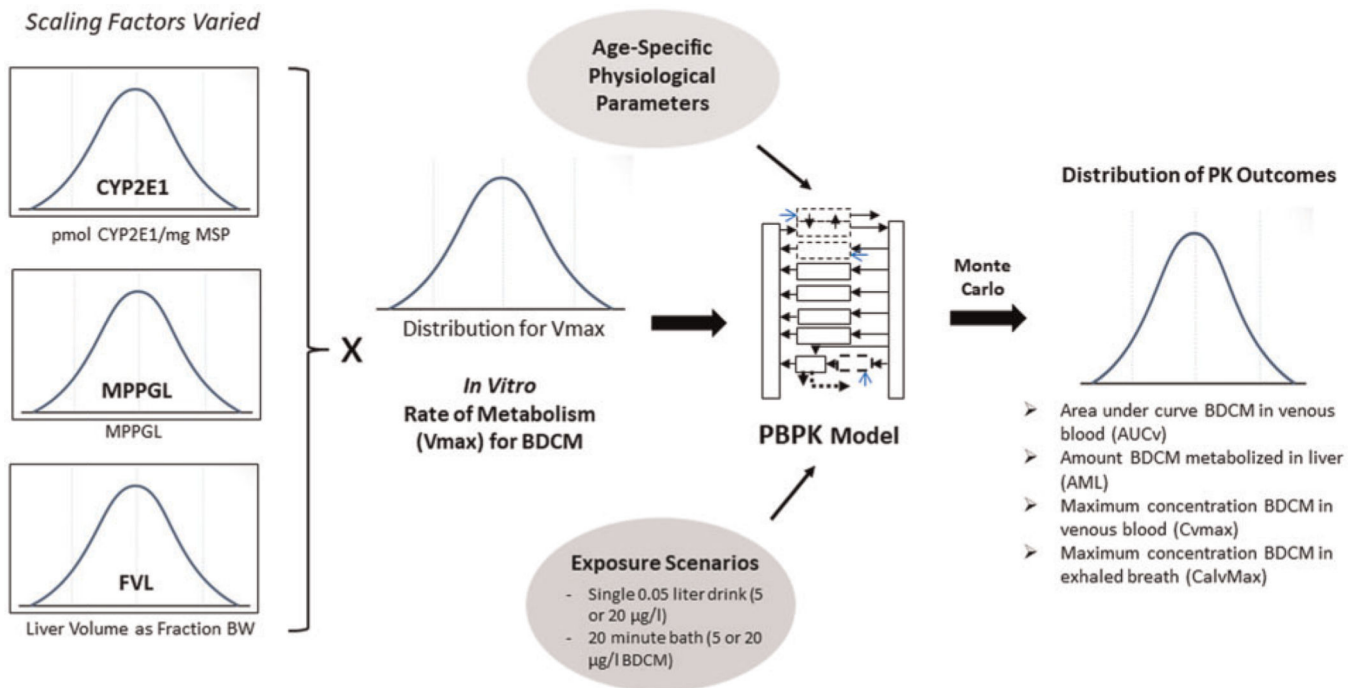 Scaling Factors Varied
CYP2E1
pmol CYP2E1/mg MSP
MPPGL
MPPGL
FVL
Liver Volume as Fraction BW
X
Distribution for Vmax
In Vitro
Rate of Metabolism
(Vmax) for BDCM
Age-Specific
Physiological
Parameters
PBPK Model
Exposure Scenarios
- Single 0.05 liter drink (5
or 20 µg/l)
- 20 minute bath (5 or 20
µg/l BDCM)
Monte
Carlo
Distribution of PK Outcomes
➢ Area under curve BDCM in venous
blood (AUCv)
➢ Amount BDCM metabolized in liver
(AML)
➢ Maximum concentration BDCM in
venous blood (Cvmax)
➢ Maximum concentration BDCM in
exhaled breath (CalvMax)